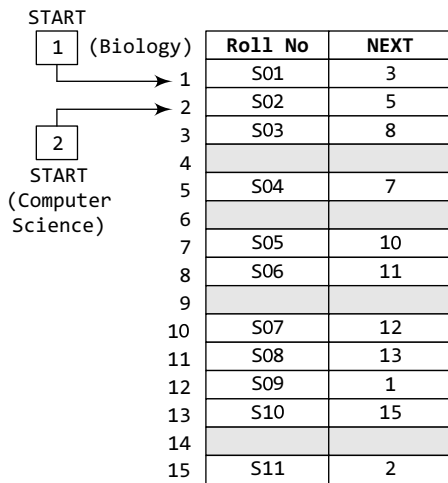 START
1 (Biology)
Roll No NEXT
1 S01 3
2 S02 5
3 S03 8
2
4
START
5 S04 7
(Computer
6
Science)
7 S05 10
8 S06 11
9
10 S07 12
11 S08 13
12 S09 1
13 S10 15
14
15 S11 2